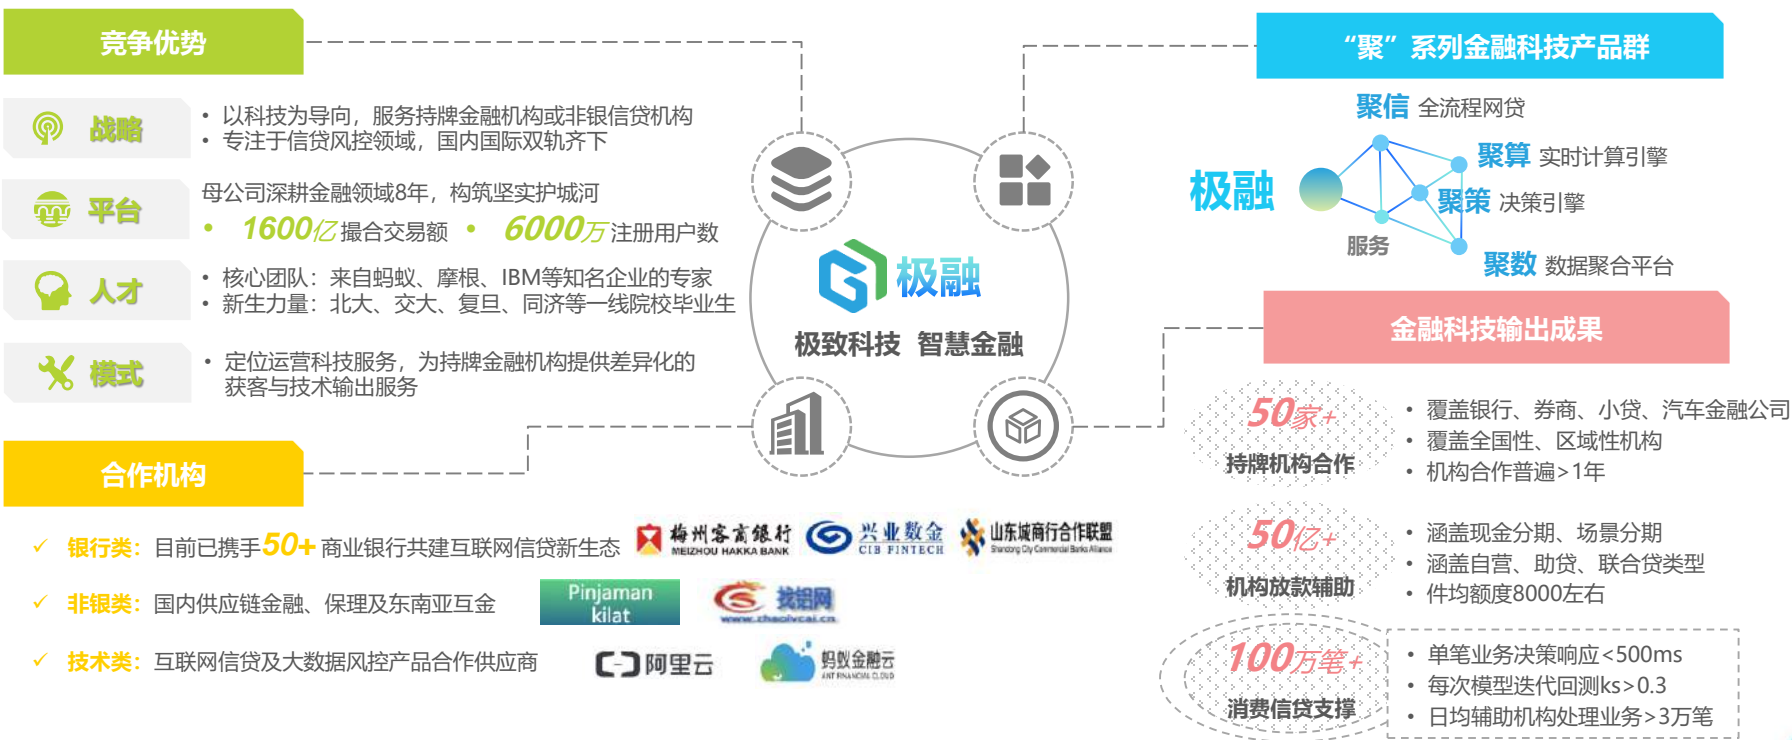 竞争优势
战略
• 以科技为导向，服务持牌金融机构或非银信贷机构
• 专注于信贷风控领域，国内国际双轨齐下
平台
母公司深耕金融领域8年，构筑坚实护城河
• 1600亿 撮合交易额 • 6000万 注册用户数
人才
• 核心团队：来自蚂蚁、摩根、IBM等知名企业的专家
• 新生力量：北大、交大、复旦、同济等一线院校毕业生
模式
• 定位运营科技服务，为持牌金融机构提供差异化的
获客与技术输出服务
极融
极致科技 智慧金融
“聚”系列金融科技产品群
聚信 全流程网贷
聚算 实时计算引擎
极融
聚策 决策引擎
服务
聚数 数据聚合平台
金融科技输出成果
50家+
持牌机构合作
• 覆盖银行、券商、小贷、汽车金融公司
• 覆盖全国性、区域性机构
• 机构合作普遍>1年
50亿+
机构放款辅助
• 涵盖现金分期、场景分期
• 涵盖自营、助贷、联合贷类型
• 件均额度8000左右
100万笔+
消费信贷支撑
• 单笔业务决策响应<500ms
• 每次模型迭代回测ks>0.3
• 日均辅助机构处理业务>3万笔
合作机构
✓ 银行类：目前已携手50+ 商业银行共建互联网信贷新生态
梅州客商銀行
MEIZHOU HAKKA BANK
兴业数金
CIB FINTECH
山东城商行合作联盟
Shandong City Commercial Banks Alliance
✓ 非银类：国内供应链金融、保理及东南亚互金
Pinjaman
kilat
找铝网
www.zhaolvcai.cn
✓ 技术类：互联网信贷及大数据风控产品合作供应商
阿里云
蚂蚁金融云
ANT FINANCIAL CLOUD